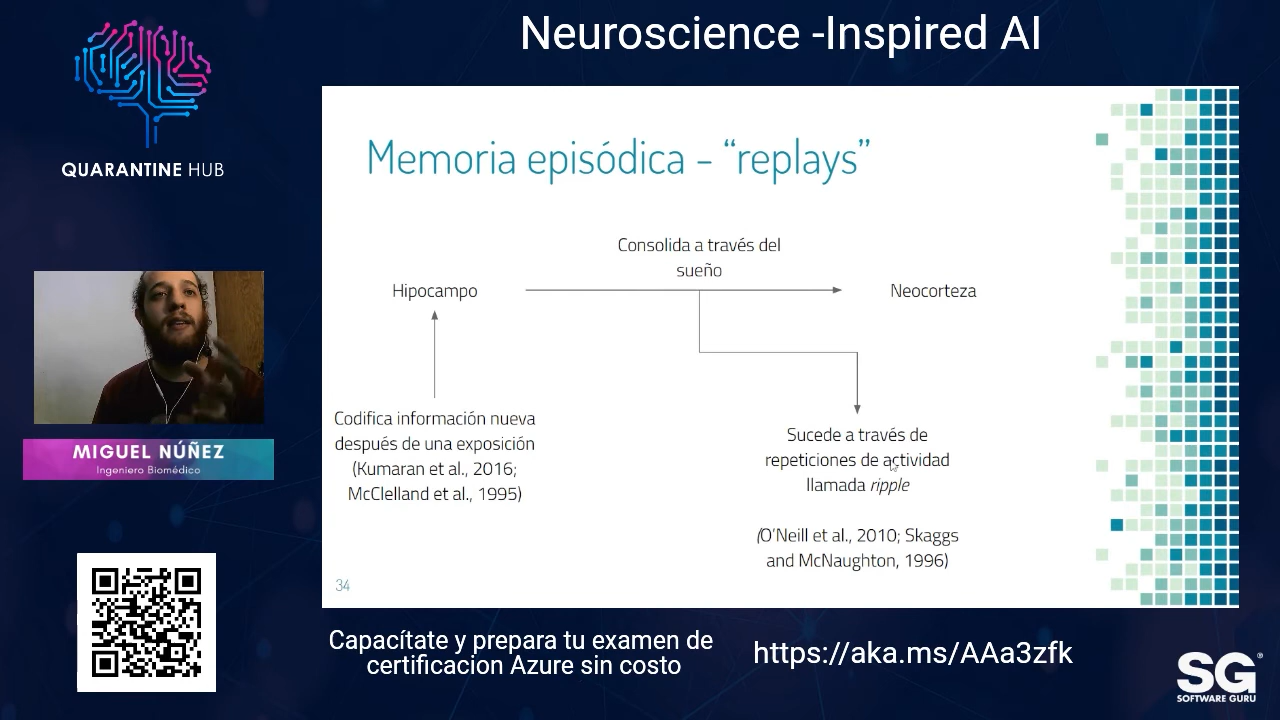 Neuroscience -Inspired AI
QUARANTINE HUB
Memoria episódica – “replays”
Consolida a través del
sueño
Hipocampo
Neocorteza
Codifica información nueva
después de una exposición
(Kumaran et al., 2016;
McClelland et al., 1995)
Sucede a través de
repeticiones de actividad
llamada ripple
(O’Neill et al., 2010; Skaggs
and McNaughton, 1996)
34
MIGUEL NÚÑEZ
Ingeniero Biomédico
Capacítate y prepara tu examen de
certificacion Azure sin costo
https://aka.ms/AAa3zfk
SG®
SOFTWARE GURU